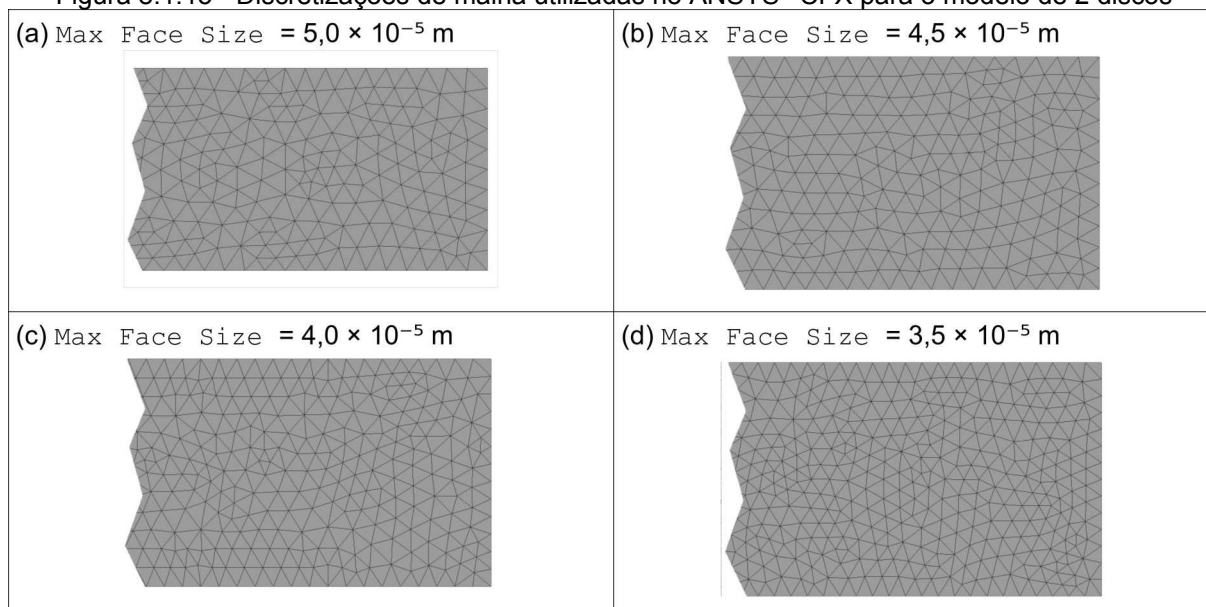 Figura - Discretizações de malha utilizadas no ANSYS CFX para o modelo de 2 discos
(a) Max Face Size = 5,0 × 10⁻⁵ m
(b) Max Face Size = 4,5 × 10⁻⁵ m
(c) Max Face Size = 4,0 × 10⁻⁵ m
(d) Max Face Size = 3,5 × 10⁻⁵ m